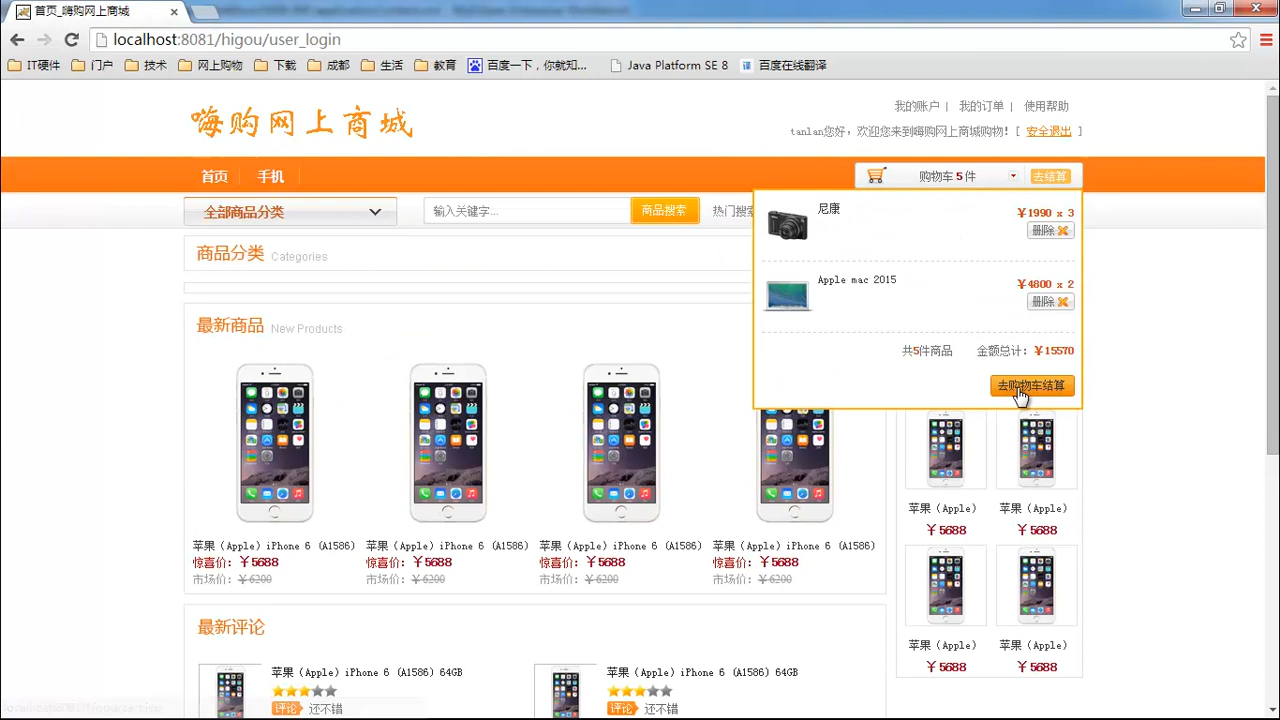 首页_嗨购网上商城
localhost:8081/higou/user_login
IT硬件 门户 技术 网上购物 下载 成都 生活 教育 百度一下，你就知... Java Platform SE 8 百度在线翻译
嗨购网上商城
我的账户| 我的订单| 使用帮助
tanlan您好，欢迎您来到嗨购网上商城购物! [ 安全退出 ]
首页 手机
购物车 5 件 去结算
全部商品分类 输入关键字... 商品搜索 热门搜索
尼康
¥1990 x 3
删除
Apple mac 2015
¥4800 x 2
删除
共5件商品 金额总计：¥15570
去购物车结算
商品分类 Categories
最新商品 New Products
苹果（Apple）iPhone 6 (A1586) 苹果（Apple）iPhone 6 (A1586) 苹果（Apple）iPhone 6 (A1586) 苹果（Apple）iPhone 6 (A1586)
惊喜价: ¥5688 惊喜价: ¥5688 惊喜价: ¥5688 惊喜价: ¥5688
市场价: ¥6200 市场价: ¥6200 市场价: ¥6200 市场价: ¥6200
苹果（Apple） 苹果（Apple）
¥5688 ¥5688
苹果（Apple） 苹果（Apple）
¥5688 ¥5688
最新评论
苹果（Apple）iPhone 6 (A1586) 64GB 苹果（Apple）iPhone 6 (A1586) 64GB
评论 还不错 评论 还不错